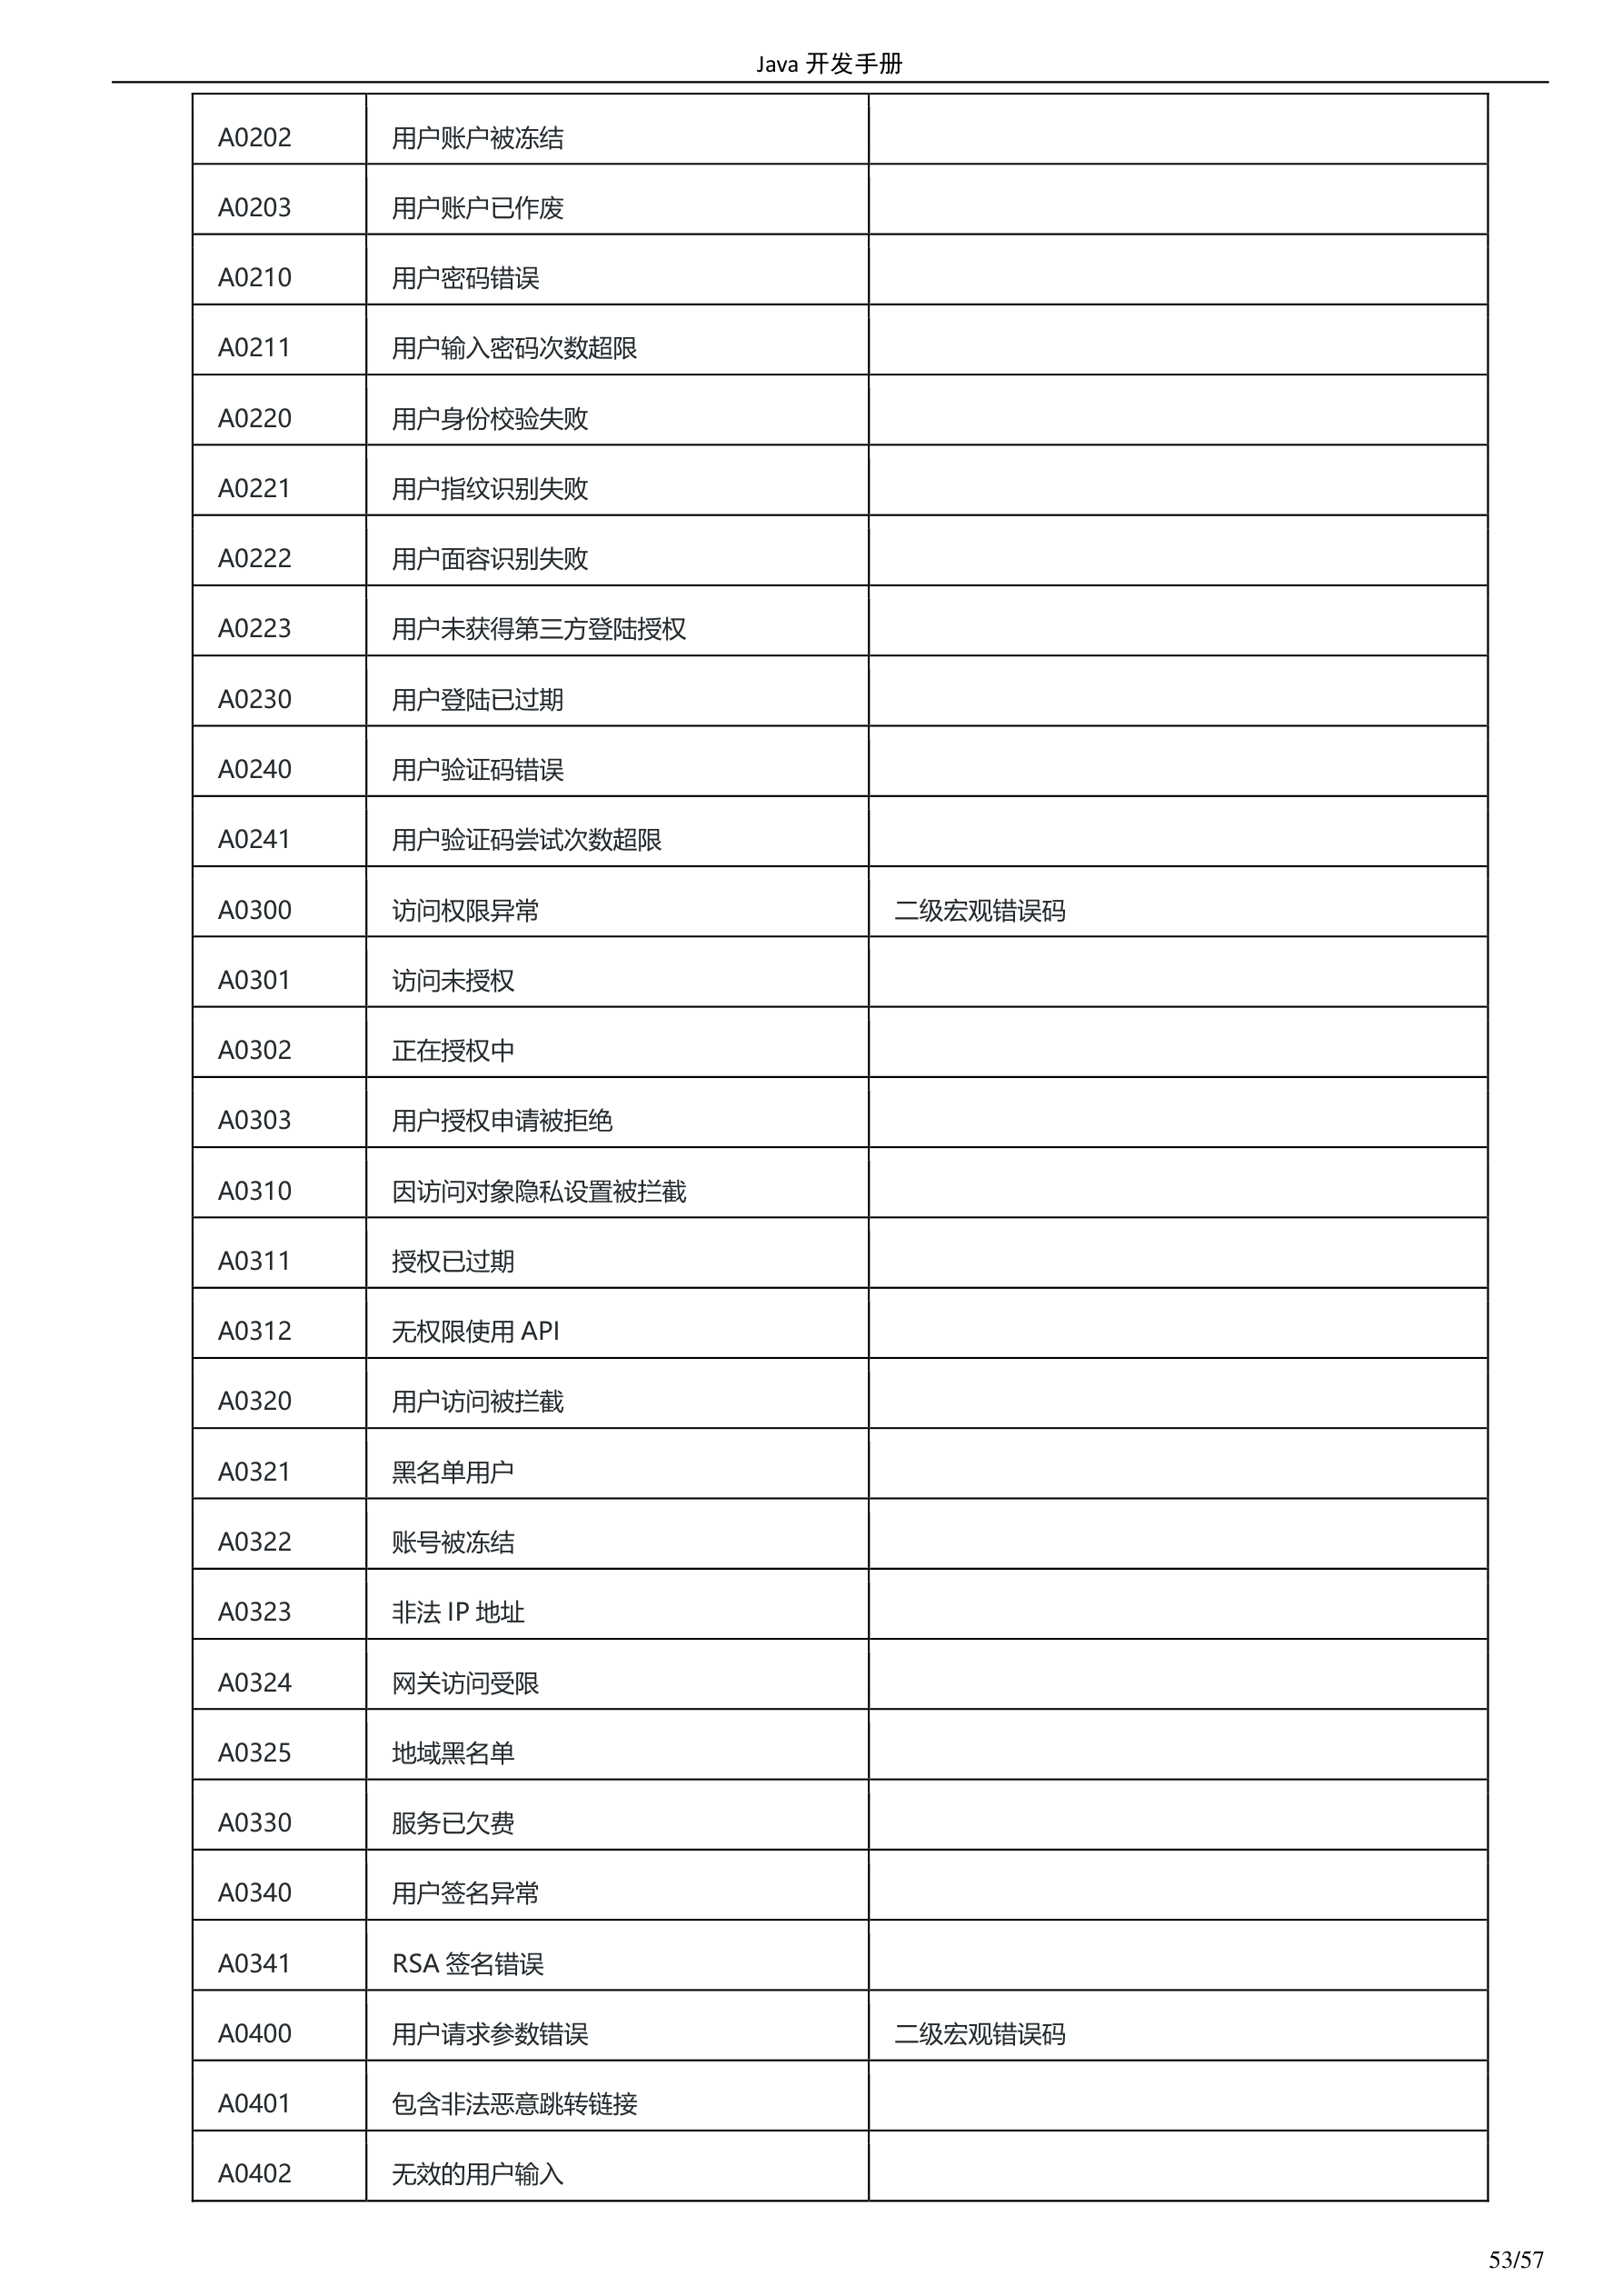 Java 开发手册
A0202 用户账户被冻结
A0203 用户账户已作废
A0210 用户密码错误
A0211 用户输入密码次数超限
A0220 用户身份校验失败
A0221 用户指纹识别失败
A0222 用户面容识别失败
A0223 用户未获得第三方登陆授权
A0230 用户登陆已过期
A0240 用户验证码错误
A0241 用户验证码尝试次数超限
A0300 访问权限异常 二级宏观错误码
A0301 访问未授权
A0302 正在授权中
A0303 用户授权申请被拒绝
A0310 因访问对象隐私设置被拦截
A0311 授权已过期
A0312 无权限使用 API
A0320 用户访问被拦截
A0321 黑名单用户
A0322 账号被冻结
A0323 非法 IP 地址
A0324 网关访问受限
A0325 地域黑名单
A0330 服务已欠费
A0340 用户签名异常
A0341 RSA 签名错误
A0400 用户请求参数错误 二级宏观错误码
A0401 包含非法恶意跳转链接
A0402 无效的用户输入
53/57